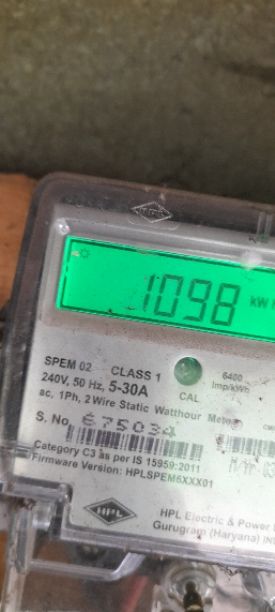 HPL
1098 kW
SPEM 02 CLASS 1 6400
240V, 50 Hz, 5-30A CAL Imp/kWh
ac, 1Ph, 2 Wire Static Watthour Meter
S. No. 675034
Category C3 as per IS 15959:2011
Firmware Version: HPLSPEM6XXX01
HPL
HPL Electric & Power
Gurugram (Haryana) IN